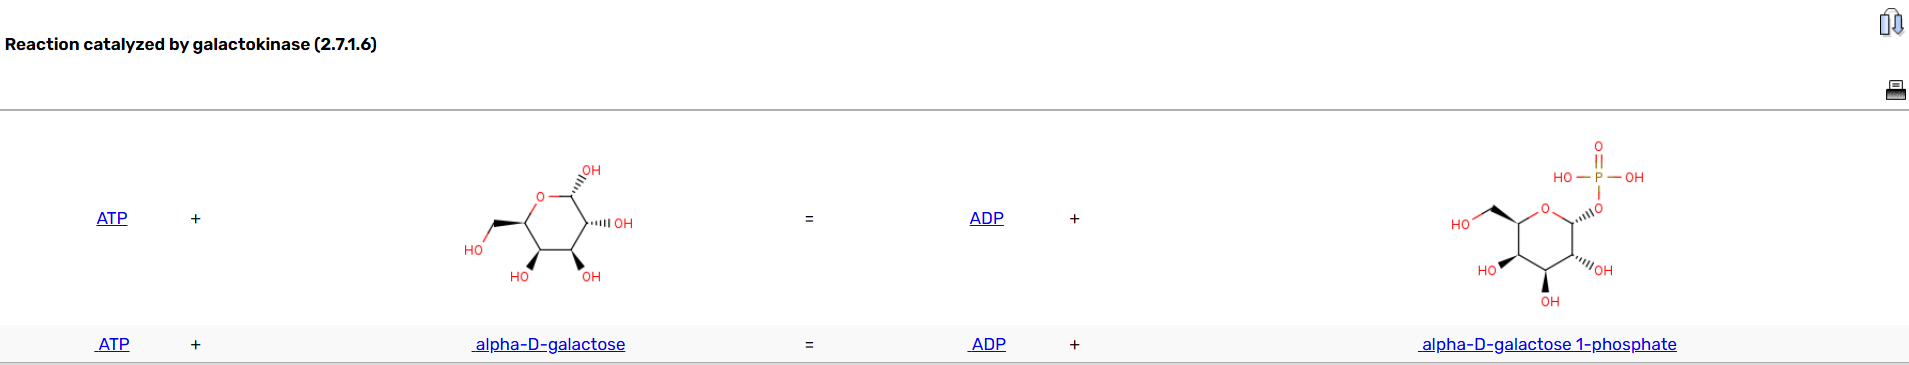 Reaction catalyzed by galactokinase (2.7.1.6)
ATP + = ADP +
OH
O
OH
HO
HO OH
O
HO P OH
O
O
HO
HO OH
OH
ATP + alpha-D-galactose = ADP + alpha-D-galactose 1-phosphate